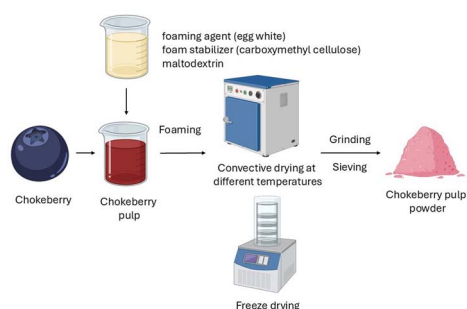 foaming agent (egg white)
foam stabilizer (carboxymethyl cellulose)
maltodextrin
Foaming
Grinding
Sieving
Chokeberry
Chokeberry
pulp
Convective drying at
different temperatures
Chokeberry pulp
powder
Freeze drying